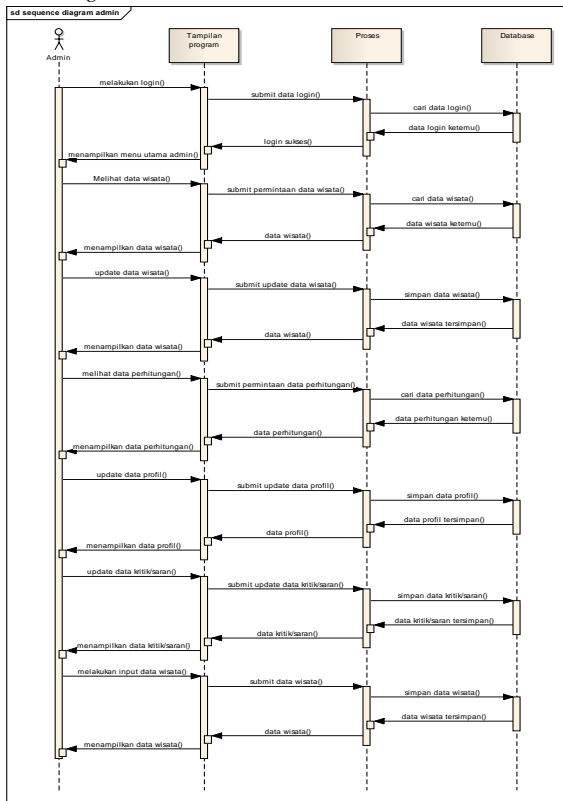 sd sequence diagram admin
Admin
Tampilan
program
Proses
Database
melakukan login()
submit data login()
cari data login()
data login ketemu()
login sukses()
menampilkan menu utama admin()
Melihat data wisata()
submit permintaan data wisata()
cari data wisata()
data wisata ketemu()
data wisata()
menampilkan data wisata()
update data wisata()
submit update data wisata()
simpan data wisata()
data wisata tersimpan()
data wisata()
menampilkan data wisata()
melihat data perhitungan()
submit permintaan data perhitungan()
cari data perhitungan()
data perhitungan ketemu()
data perhitungan()
menampilkan data perhitungan()
update data profil()
submit update data profil()
simpan data profil()
data profil tersimpan()
data profil()
menampilkan data profil()
update data kritik/saran()
submit update data kritik/saran()
simpan data kritik/saran()
data kritik/saran tersimpan()
data kritik/saran()
menampilkan data kritik/saran()
melakukan input data wisata()
submit data wisata()
simpan data wisata()
data wisata tersimpan()
data wisata()
menampilkan data wisata()